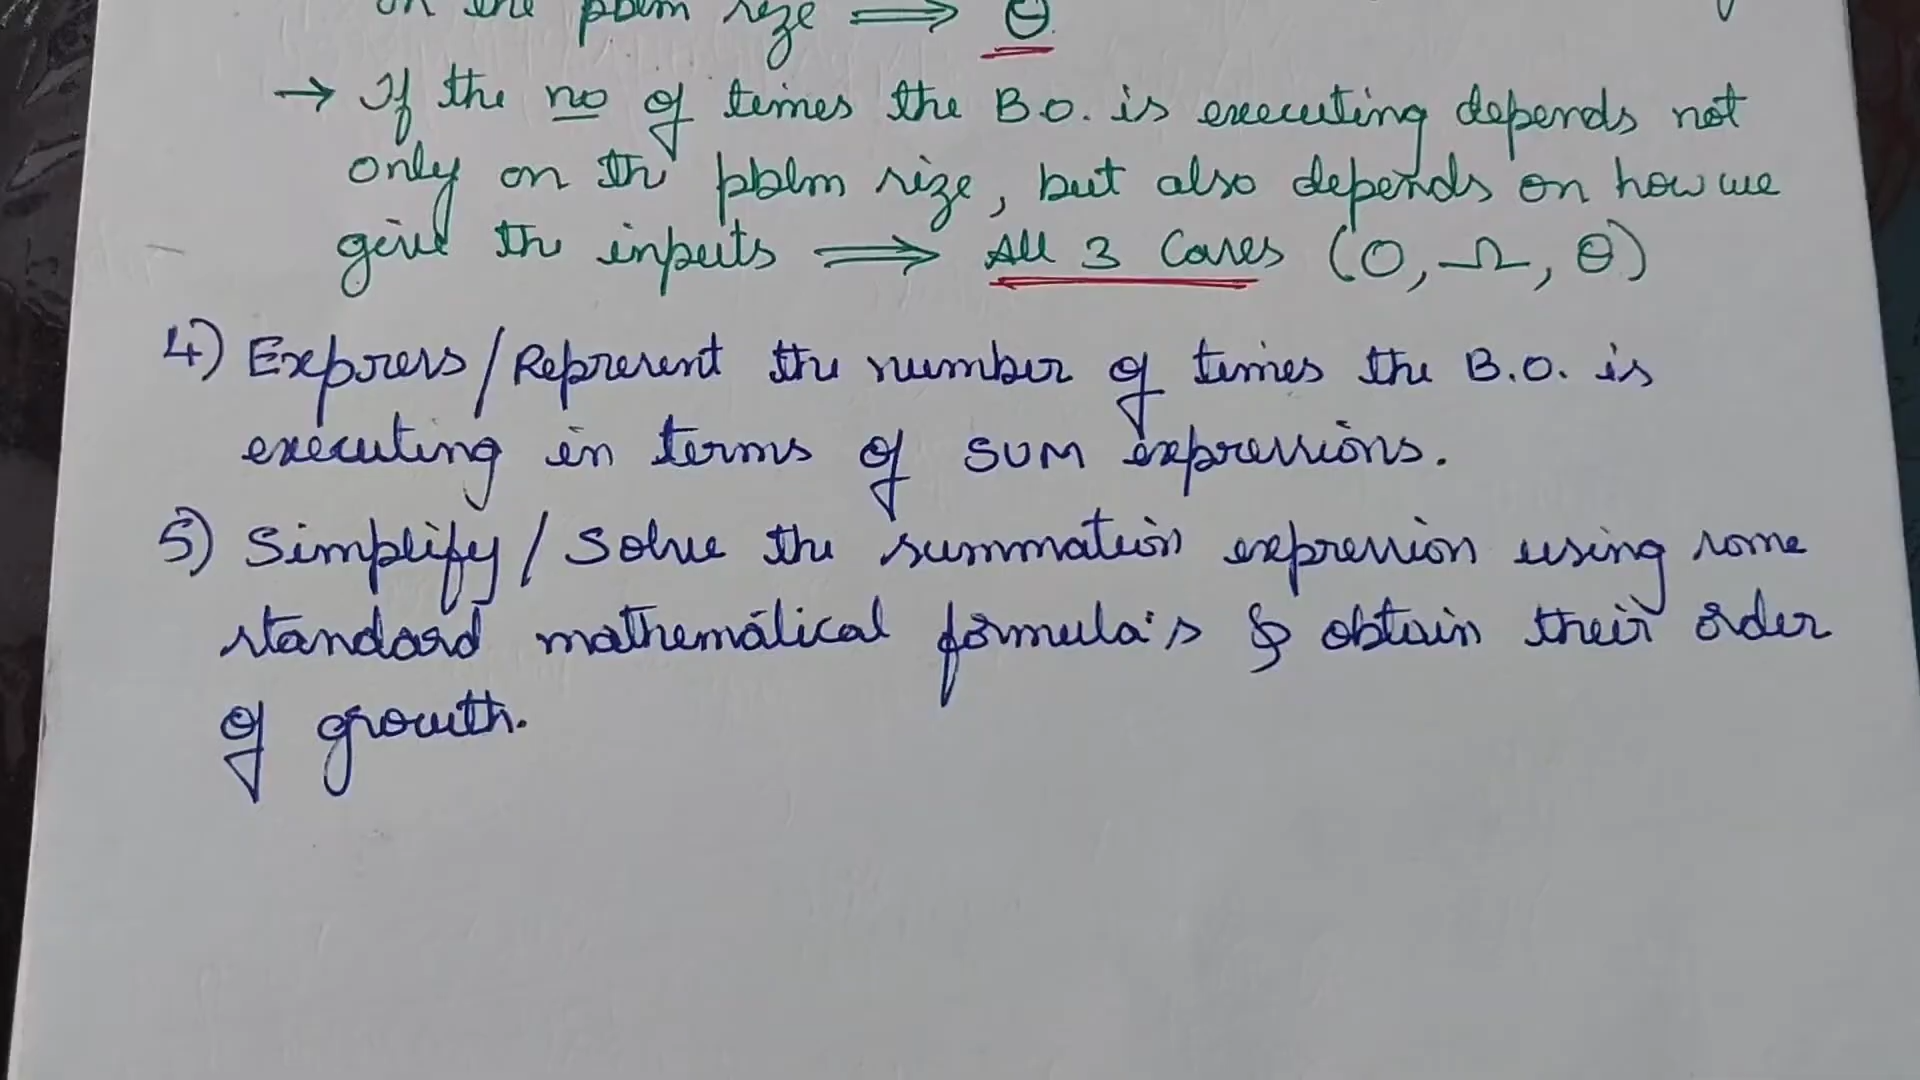 on the pblm size ⟹ Θ
→ If the no of times the B.O. is executing depends not
only on the pblm size, but also depends on how we
give the inputs ⟹ All 3 Cases (O, Ω, Θ)
4) Express/Represent the number of times the B.O. is
executing in terms of SUM expressions.
5) Simplify/Solve the summation expression using some
standard mathematical formula's & obtain their order
of growth.